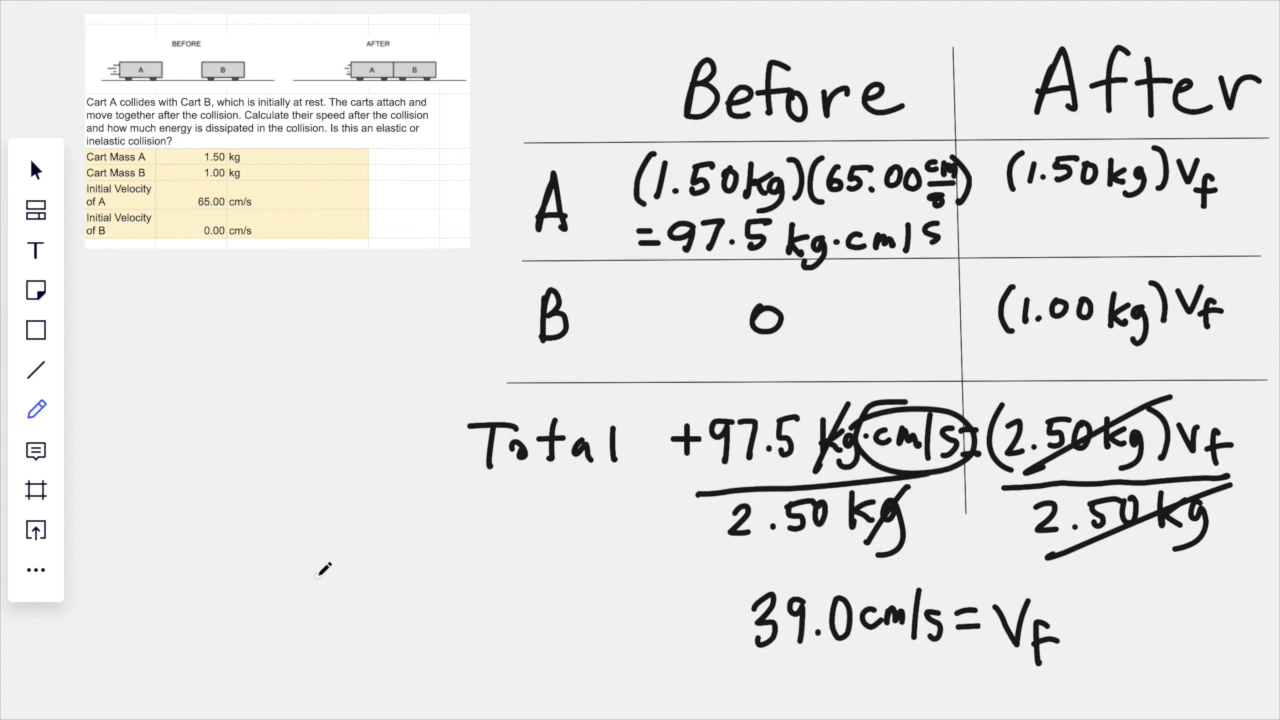 BEFORE AFTER
A B A B
Cart A collides with Cart B, which is initially at rest. The carts attach and
move together after the collision. Calculate their speed after the collision
and how much energy is dissipated in the collision. Is this an elastic or
inelastic collision?
Cart Mass A 1.50 kg
Cart Mass B 1.00 kg
Initial Velocity
of A 65.00 cm/s
Initial Velocity
of B 0.00 cm/s
T
Before After
A (1.50kg)(65.00 cm/s) (1.50kg)Vf
=97.5 kg·cm/s
B 0 (1.00 kg)Vf
Total +97.5 kg·cm/s=(2.50kg)Vf
2.50 kg 2.50 kg
39.0cm/s=Vf